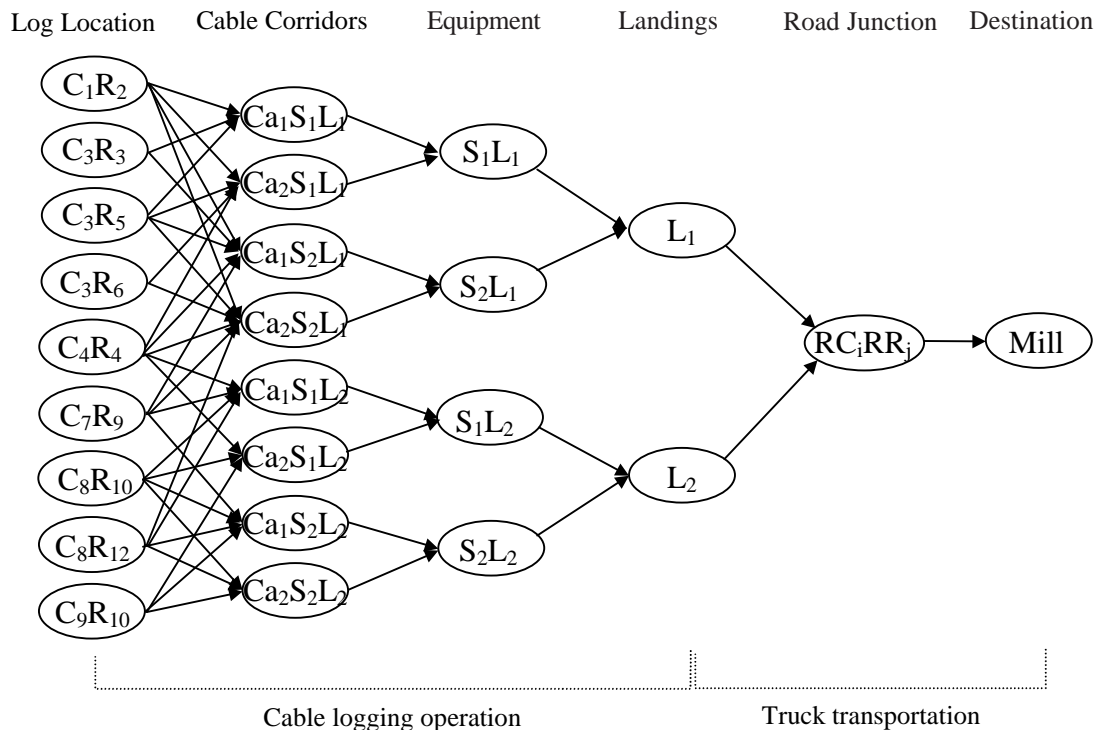 Log Location Cable Corridors Equipment Landings Road Junction Destination
C₁R₂
C₃R₃
C₃R₅
C₃R₆
C₄R₄
C₇R₉
C₈R₁₀
C₈R₁₂
C₉R₁₀
Ca₁S₁L₁
Ca₂S₁L₁
Ca₁S₂L₁
Ca₂S₂L₁
Ca₁S₁L₂
Ca₂S₁L₂
Ca₁S₂L₂
Ca₂S₂L₂
S₁L₁
S₂L₁
S₁L₂
S₂L₂
L₁
L₂
RCᵢRRⱼ
Mill
Cable logging operation
Truck transportation